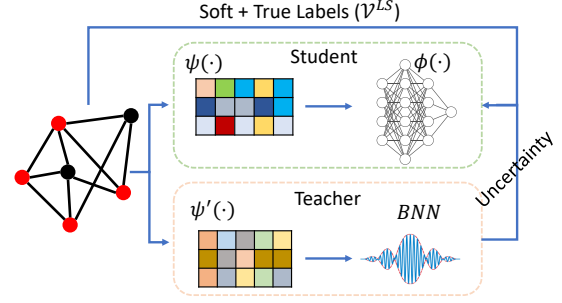 Soft + True Labels (𝒱^{LS})
ψ(·)
Student
ϕ(·)
Teacher
ψ′(·)
BNN
Uncertainty